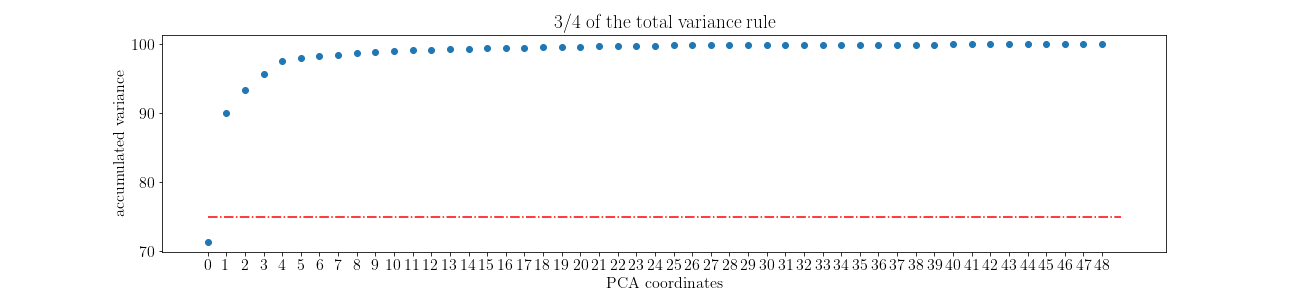 3/4 of the total variance rule
100
90
80
70
accumulated variance
0 1 2 3 4 5 6 7 8 9 10 11 12 13 14 15 16 17 18 19 20 21 22 23 24 25 26 27 28 29 30 31 32 33 34 35 36 37 38 39 40 41 42 43 44 45 46 47 48
PCA coordinates